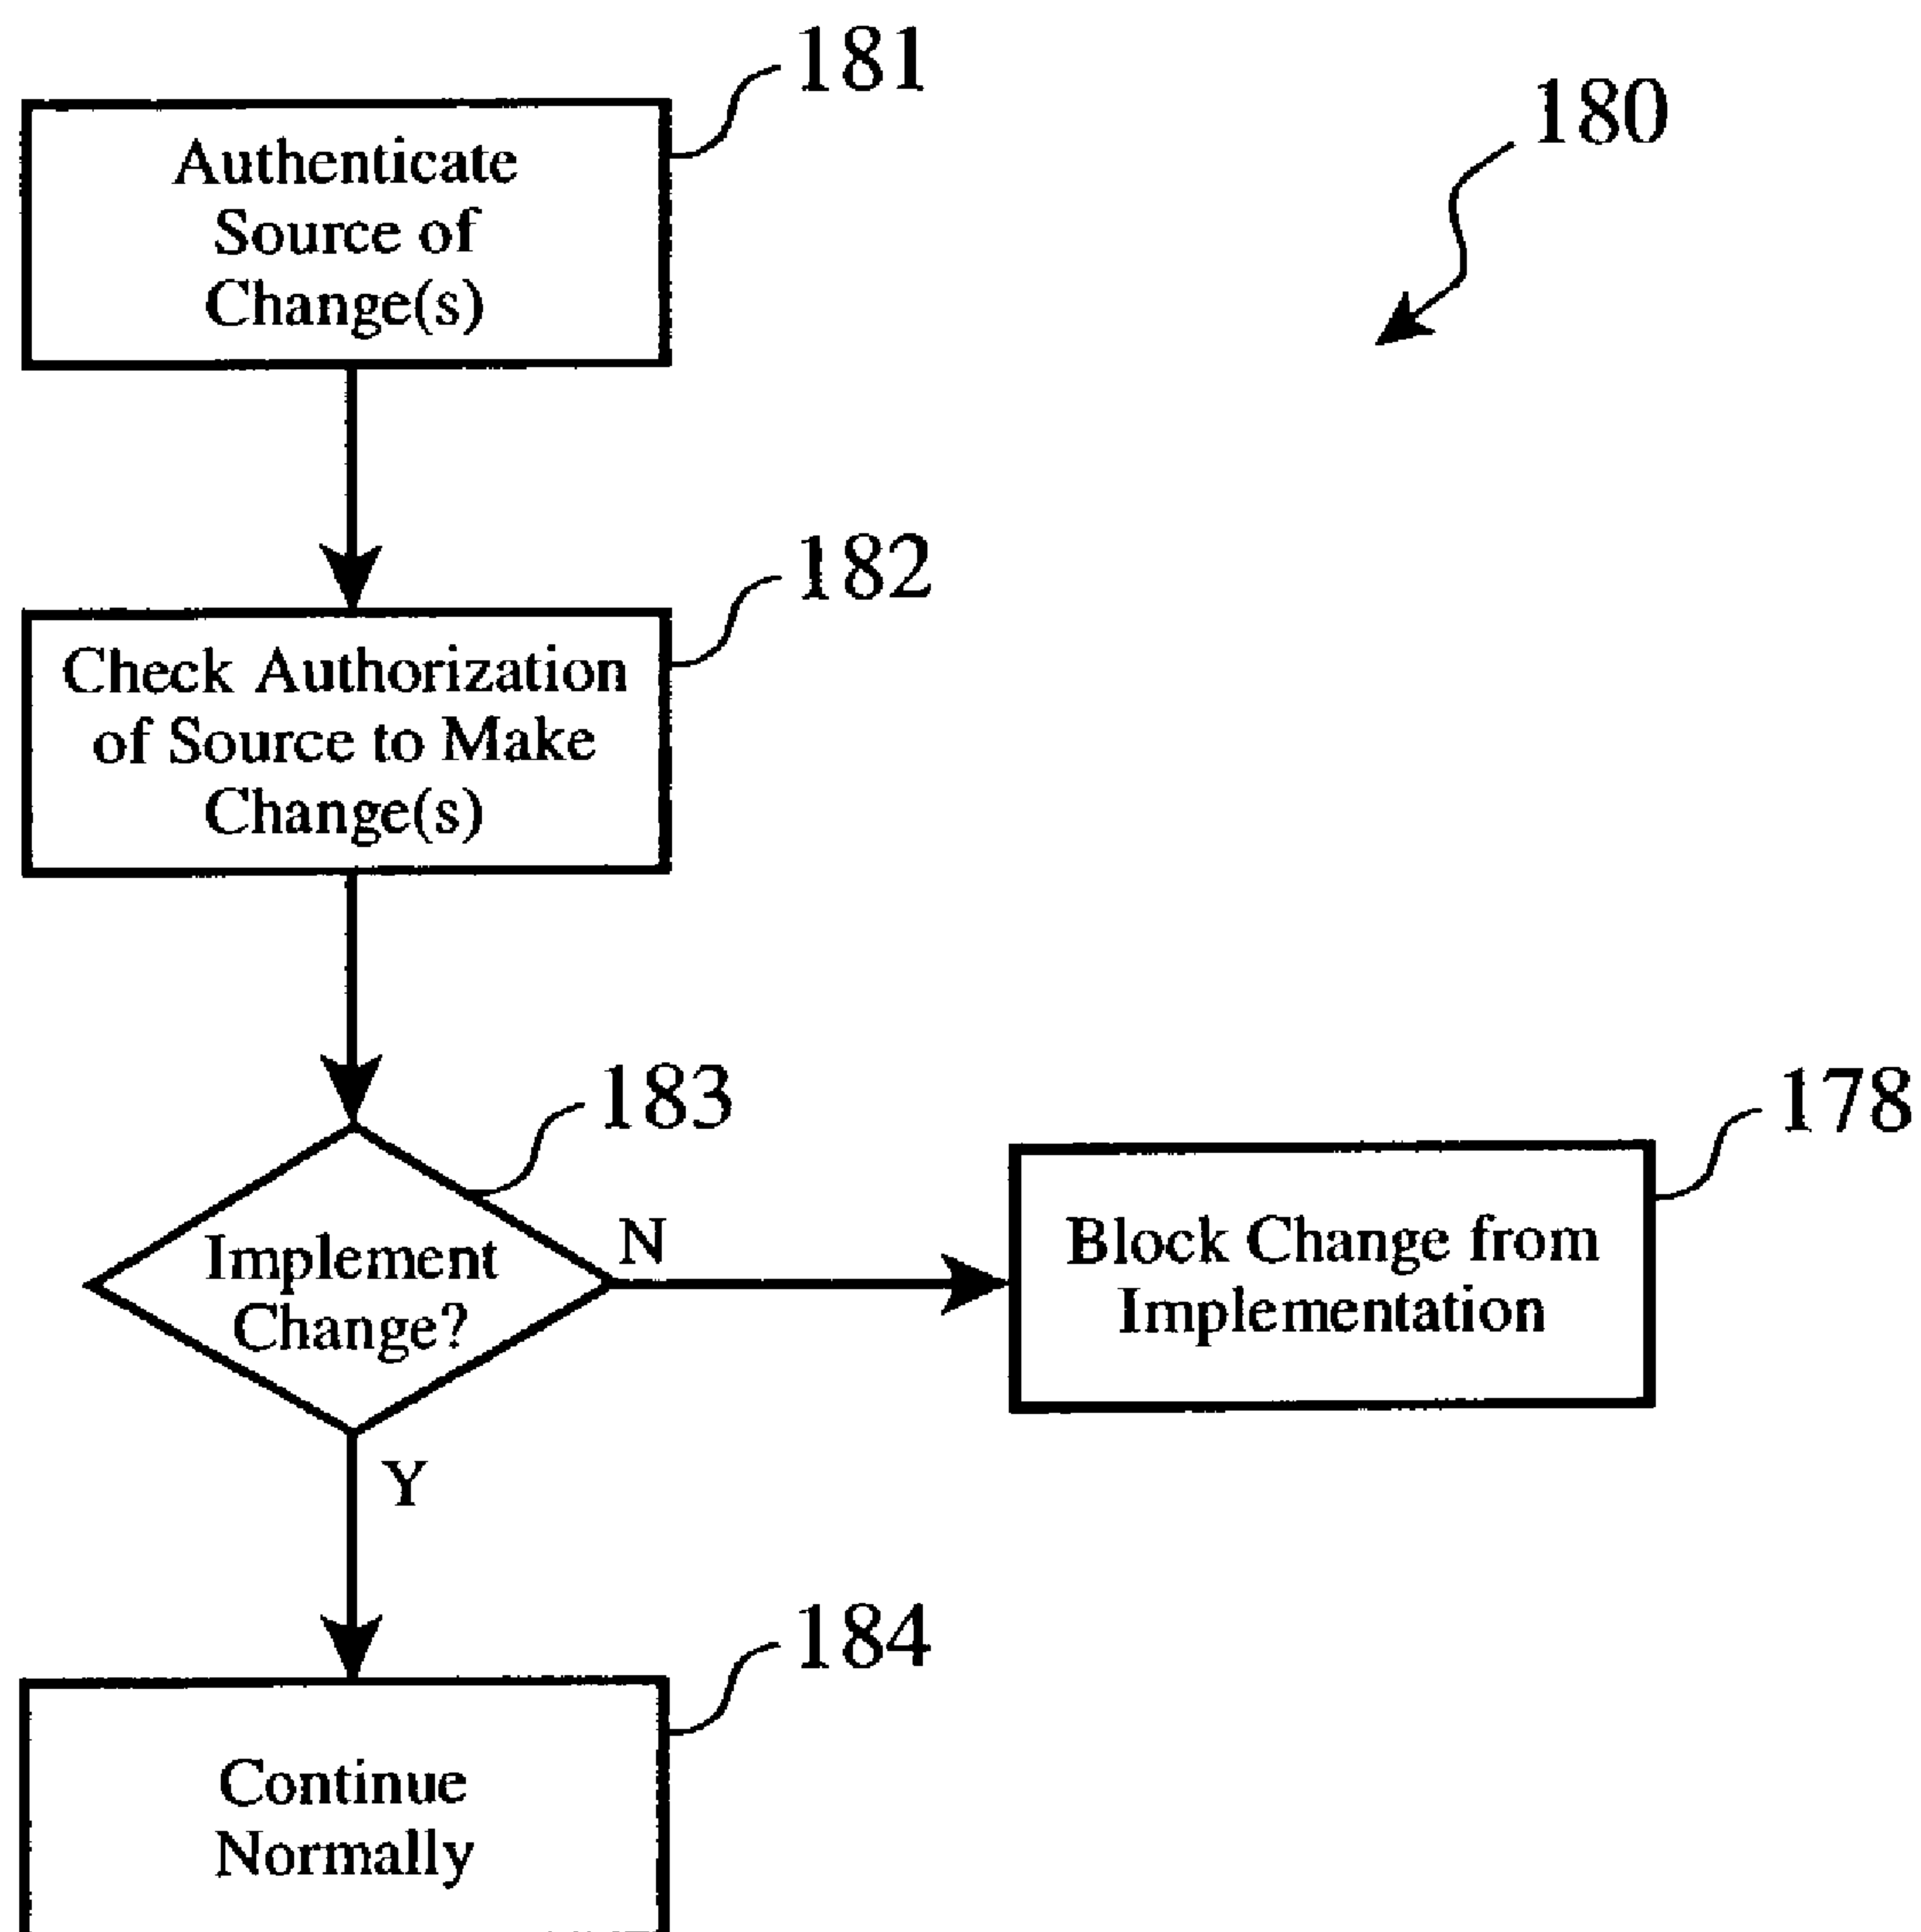 181
180
Authenticate
Source of
Change(s)
182
Check Authorization
of Source to Make
Change(s)
183
178
Implement
Change?
N
Block Change from
Implementation
Y
184
Continue
Normally